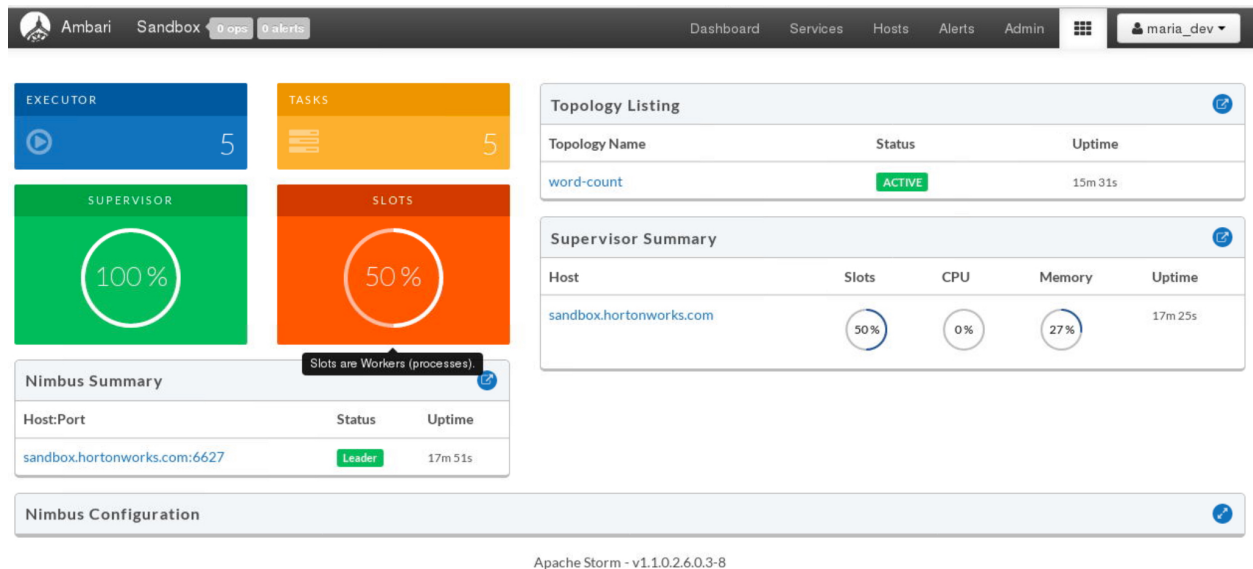 Ambari Sandbox 0 ops 0 alerts Dashboard Services Hosts Alerts Admin maria_dev
EXECUTOR
5
TASKS
5
SUPERVISOR
100 %
SLOTS
50 %
Slots are Workers (processes).
Nimbus Summary
Host:Port Status Uptime
sandbox.hortonworks.com:6627 Leader 17m 51s
Topology Listing
Topology Name Status Uptime
word-count ACTIVE 15m 31s
Supervisor Summary
Host Slots CPU Memory Uptime
sandbox.hortonworks.com 50 % 0 % 27 % 17m 25s
Nimbus Configuration
Apache Storm - v1.1.0.2.6.0.3-8